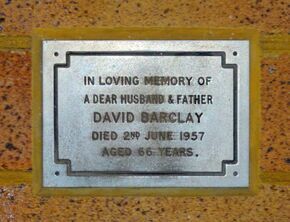 IN LOVING MEMORY OF
A DEAR HUSBAND & FATHER
DAVID BARCLAY
DIED 2ND JUNE 1957
AGED 66 YEARS.